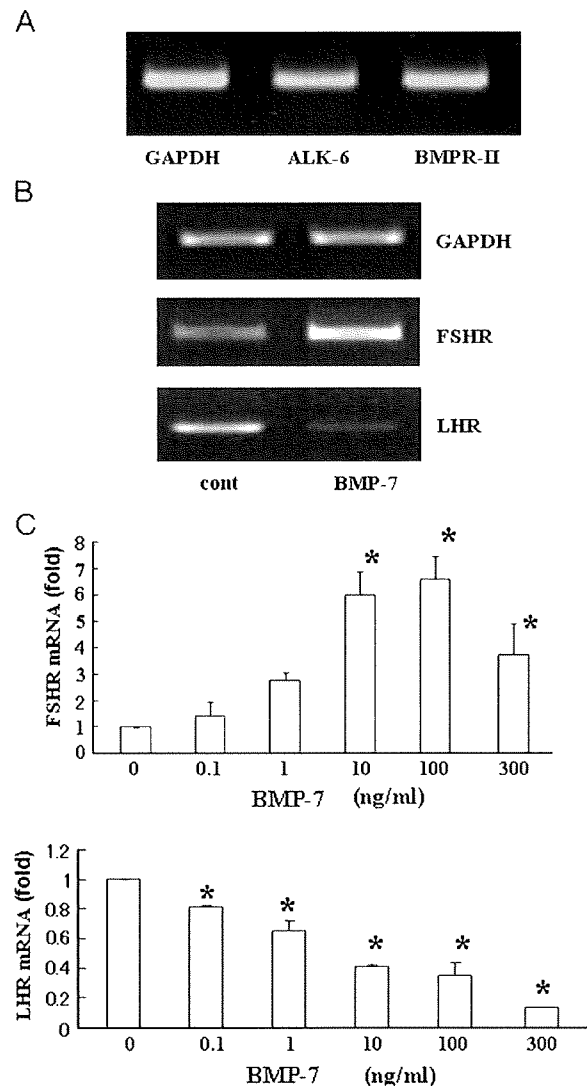 A
GAPDH ALK-6 BMPR-II
B
GAPDH
FSHR
LHR
cont BMP-7
C
FSHR mRNA (fold)
8
7
6
5
4
3
2
1
0
* * *
0 0.1 1 10 100 300
BMP-7 (ng/ml)
LHR mRNA (fold)
1.2
1
0.8
0.6
0.4
0.2
0
* * * * *
0 0.1 1 10 100 300
BMP-7 (ng/ml)